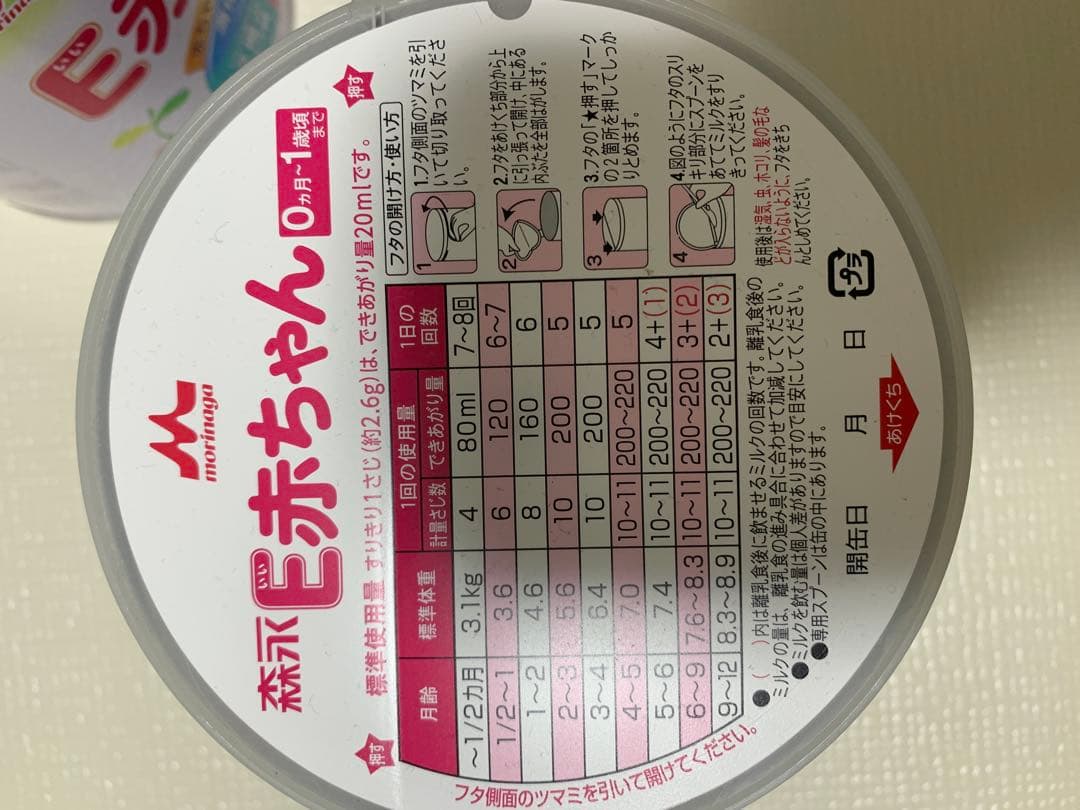 morinaga
森永
いい
E赤ちゃん
0ヵ月~1歳頃
まで
標準使用量 すりきり1さじ(約2.6g)は、できあがり量20mlです。
押す
押す
月齢 標準体重 1回の使用量 1日の回数
計量さじ数 できあがり量
~1/2カ月 3.1kg 4 80ml 7~8回
1/2~1 3.6 6 120 6~7
1~2 4.6 8 160 6
2~3 5.6 10 200 5
3~4 6.4 10 200 5
4~5 7.0 10~11 200~220 5
5~6 7.4 10~11 200~220 4+(1)
6~9 7.6~8.3 10~11 200~220 3+(2)
9~12 8.3~8.9 10~11 200~220 2+(3)
●( )内は離乳食後に飲ませるミルクの回数です。離乳食後の
ミルクの量は、離乳食の進み具合に合わせて加減してください。
●ミルクを飲む量は個人差がありますので目安にしてください。
●専用スプーンは缶の中にあります。
フタの開け方・使い方
1
1.フタ側面のツマミを引
いて切り取ってくださ
い。
2
2.フタをあけくち部分から上
に引っ張って開け、中にある
内ぶたを全部はがします。
3
3.フタの「★押す」マーク
の2箇所を押してしっか
りとめます。
4
4.図のようにフタのスリ
キリ部分にスプーンを
あててミルクをすり
きってください。
使用後は湿気、虫、ホコリ、髪の毛な
どが入らないように、フタをきち
んとしめてください。
プラ
開缶日 月 日
あけくち
フタ側面のツマミを引いて開けてください。
いい
E